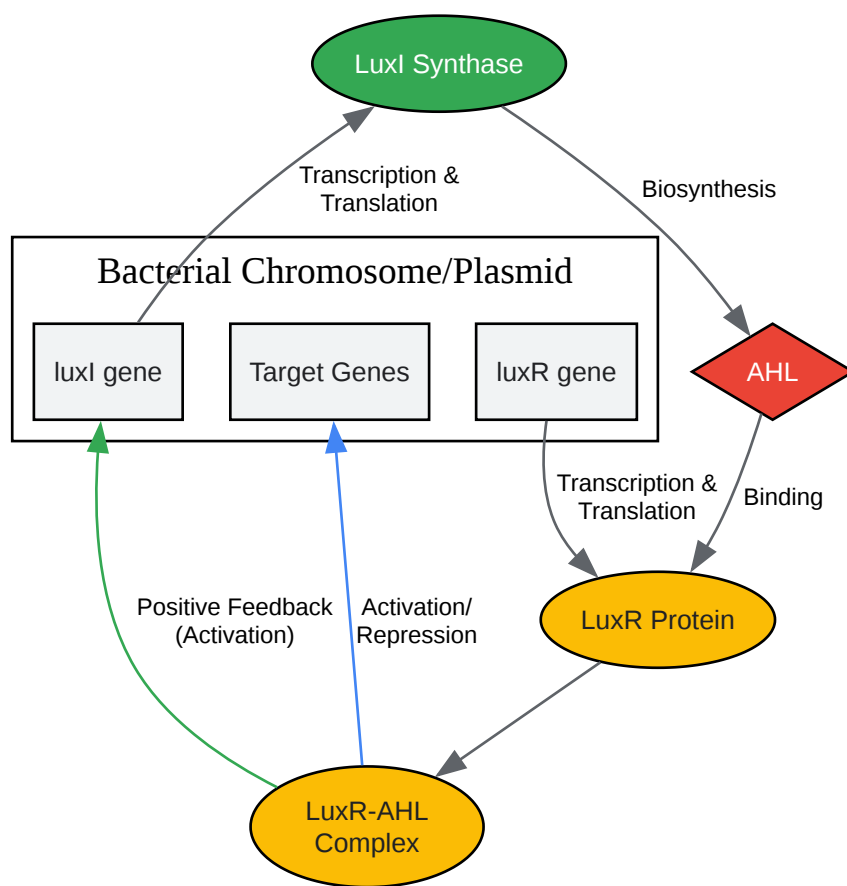 LuxI Synthase
Transcription &
Translation
Biosynthesis
Bacterial Chromosome/Plasmid
luxI gene
Target Genes
luxR gene
AHL
Transcription &
Translation
Binding
Positive Feedback
(Activation)
Activation/
Repression
LuxR Protein
LuxR-AHL
Complex